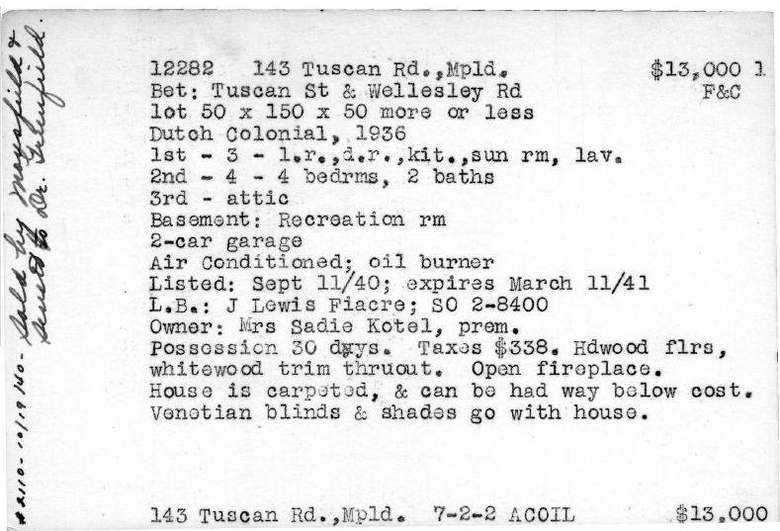 12282   143 Tuscan Rd.,Mpld.   $13,000 1
Bet: Tuscan St & Wellesley Rd   F&C
lot 50 x 150 x 50 more or less
Dutch Colonial, 1936
1st - 3 - l.r.,d.r.,kit.,sun rm, lav.
2nd - 4 - 4 bedrms, 2 baths
3rd - attic
Basement: Recreation rm
2-car garage
Air Conditioned; oil burner
Listed: Sept 11/40; expires March 11/41
L.B.: J Lewis Fiacre; SO 2-8400
Owner: Mrs Sadie Kotel, prem.
Possession 30 days.  Taxes $338. Hdwood flrs,
whitewood trim thruout.  Open fireplace.
House is carpeted, & can be had way below cost.
Venetian blinds & shades go with house.
143 Tuscan Rd.,Mpld.  7-2-2 ACOIL   $13,000
10/19/40- Sold by &
to Dr.